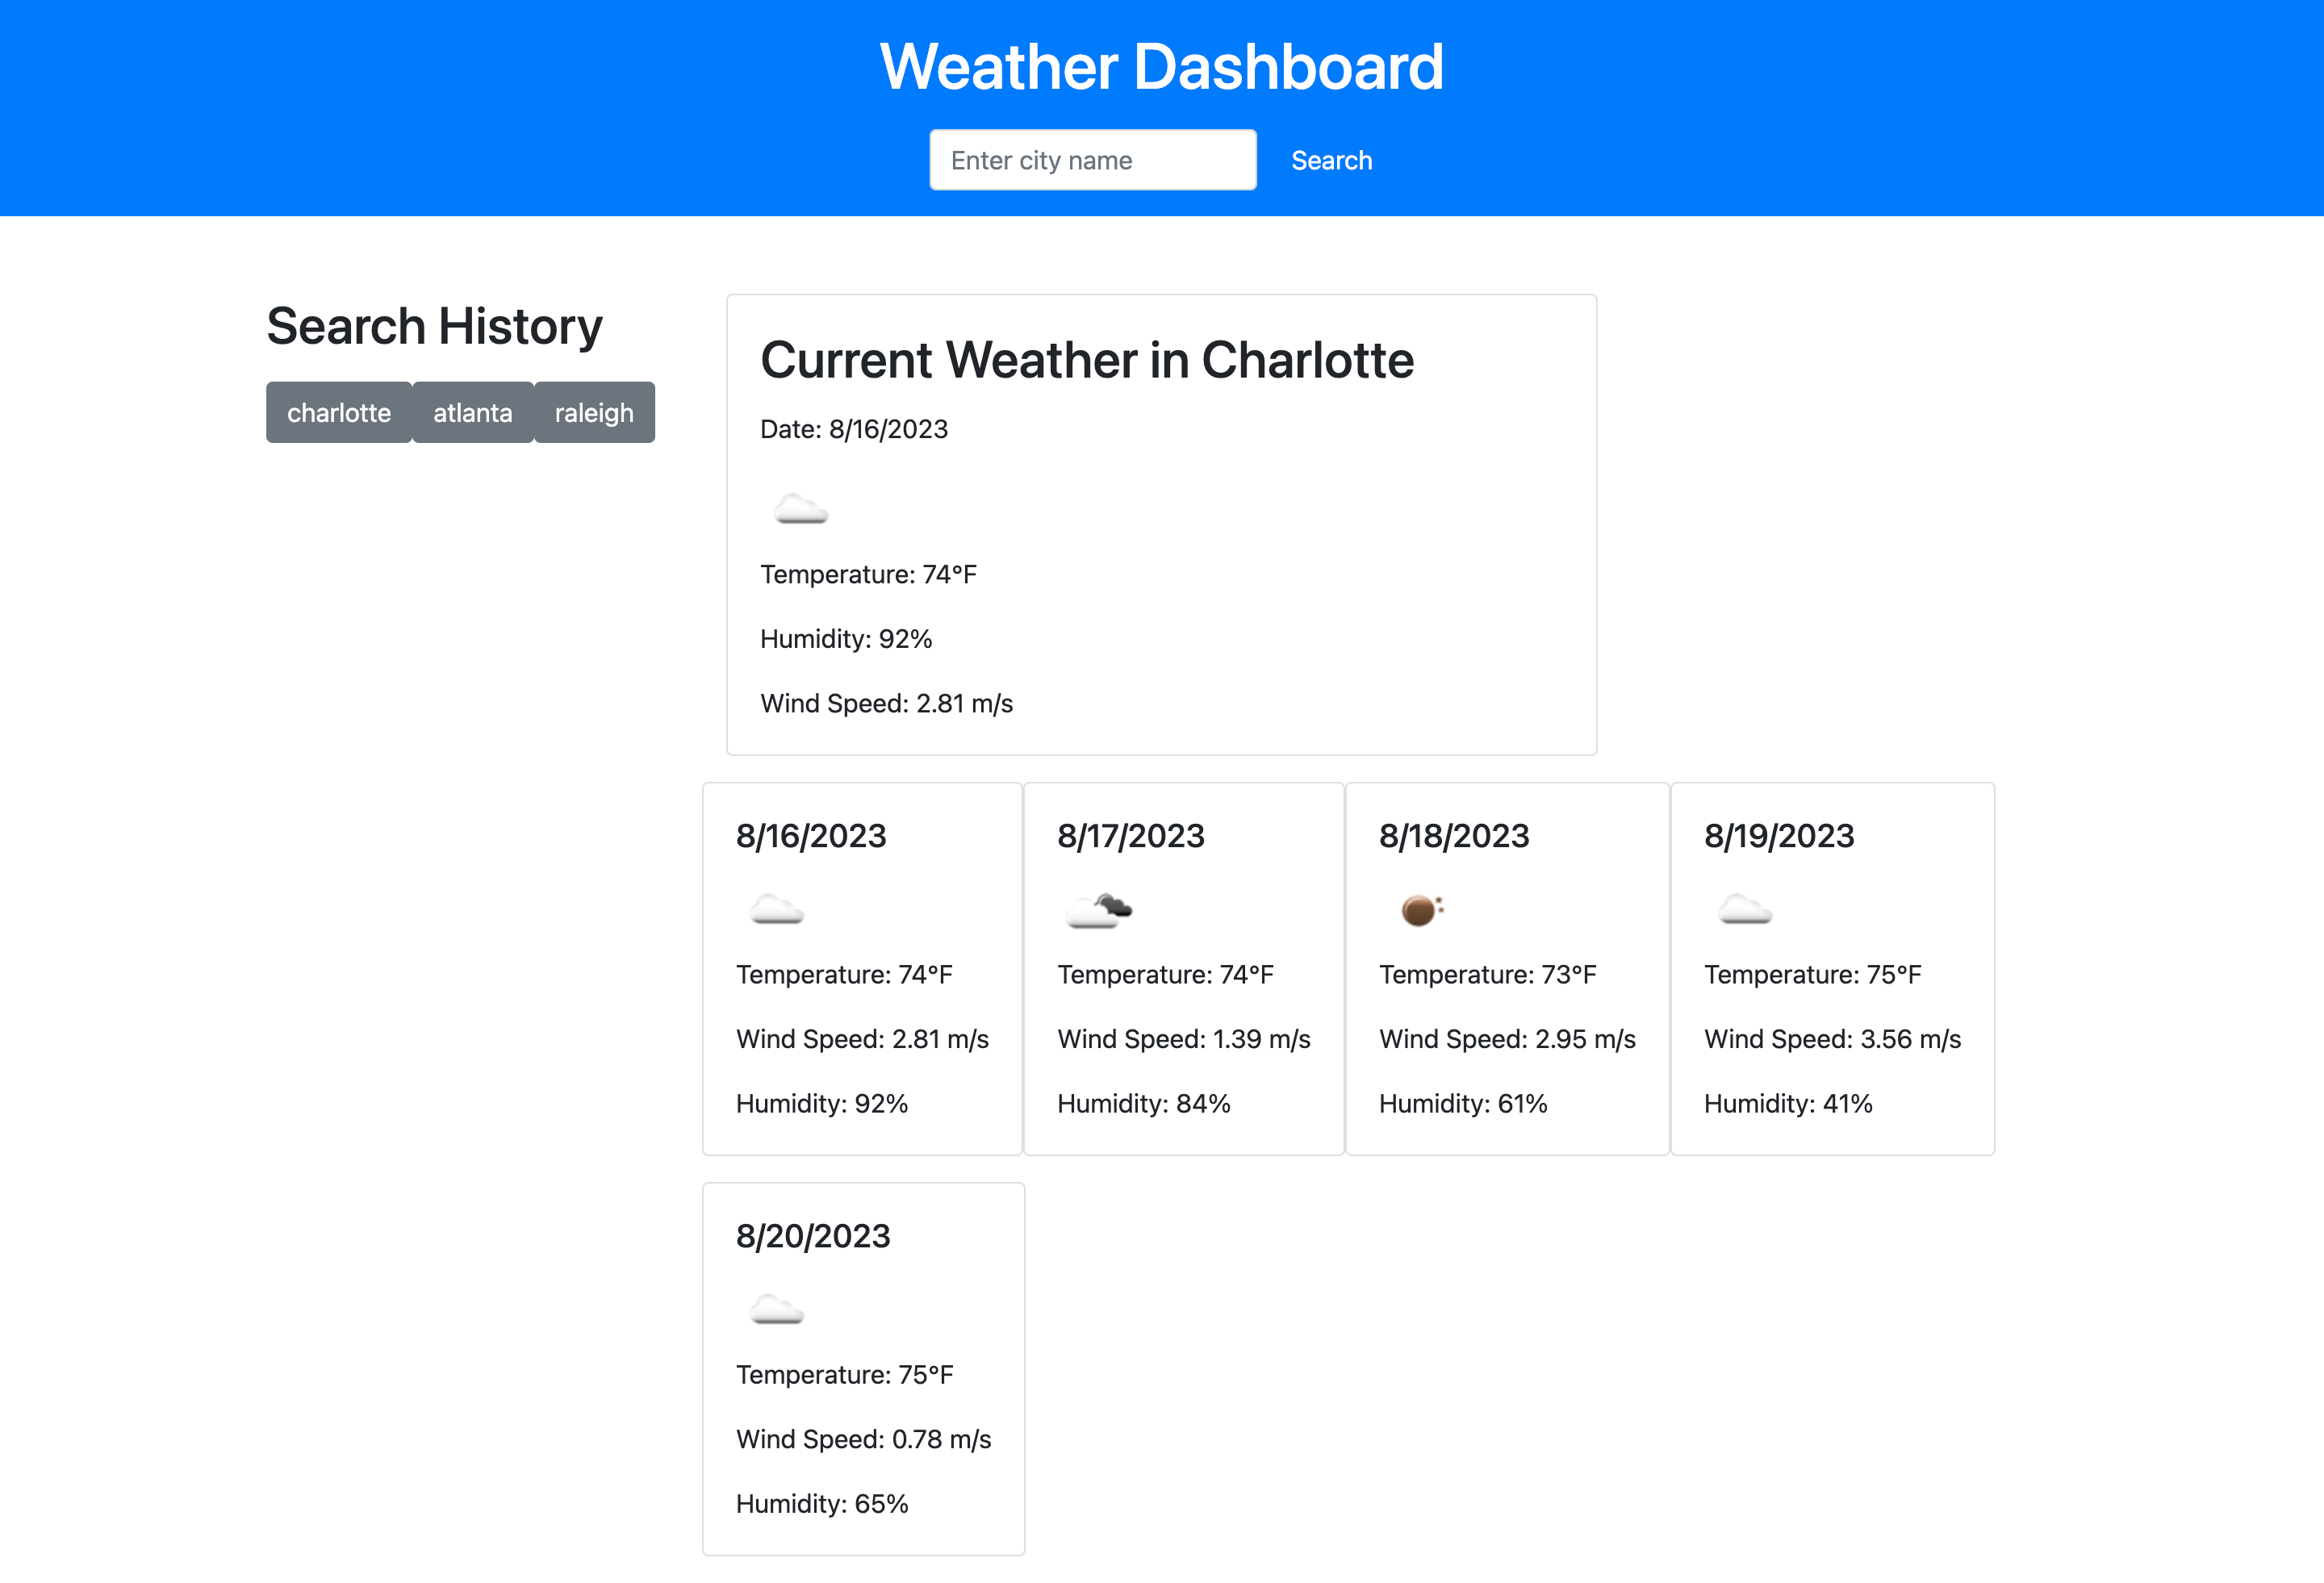 Weather Dashboard
Enter city name
Search
Search History
charlotte
atlanta
raleigh
Current Weather in Charlotte
Date: 8/16/2023
Temperature: 74°F
Humidity: 92%
Wind Speed: 2.81 m/s
8/16/2023
Temperature: 74°F
Wind Speed: 2.81 m/s
Humidity: 92%
8/17/2023
Temperature: 74°F
Wind Speed: 1.39 m/s
Humidity: 84%
8/18/2023
Temperature: 73°F
Wind Speed: 2.95 m/s
Humidity: 61%
8/19/2023
Temperature: 75°F
Wind Speed: 3.56 m/s
Humidity: 41%
8/20/2023
Temperature: 75°F
Wind Speed: 0.78 m/s
Humidity: 65%